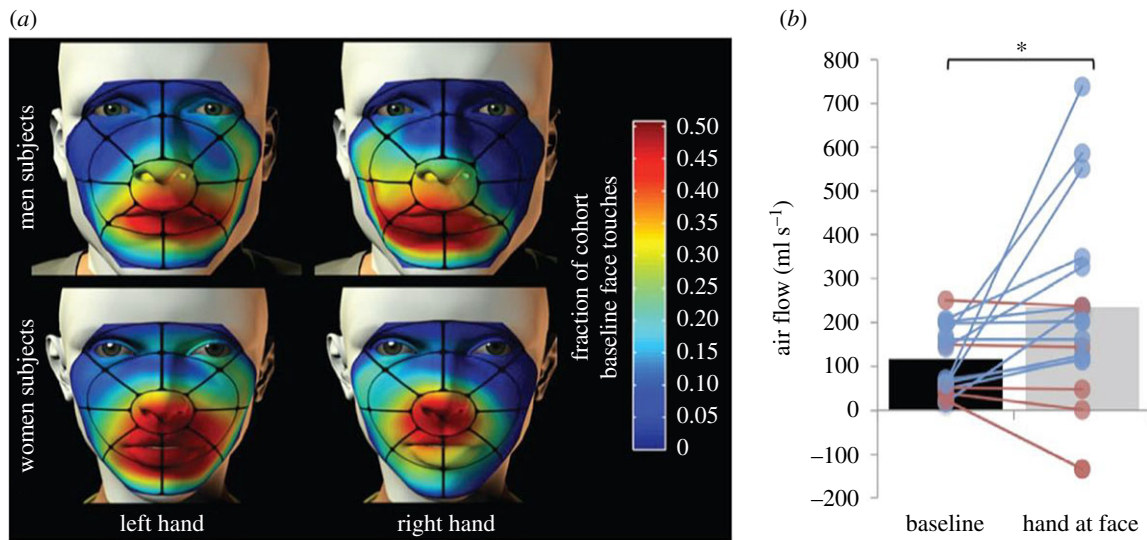 (a)
men subjects
women subjects
left hand
right hand
fraction of cohort
baseline face touches
0.50
0.45
0.40
0.35
0.30
0.25
0.20
0.15
0.10
0.05
0
(b)
*
air flow (ml s⁻¹)
800
700
600
500
400
300
200
100
0
–100
–200
baseline
hand at face